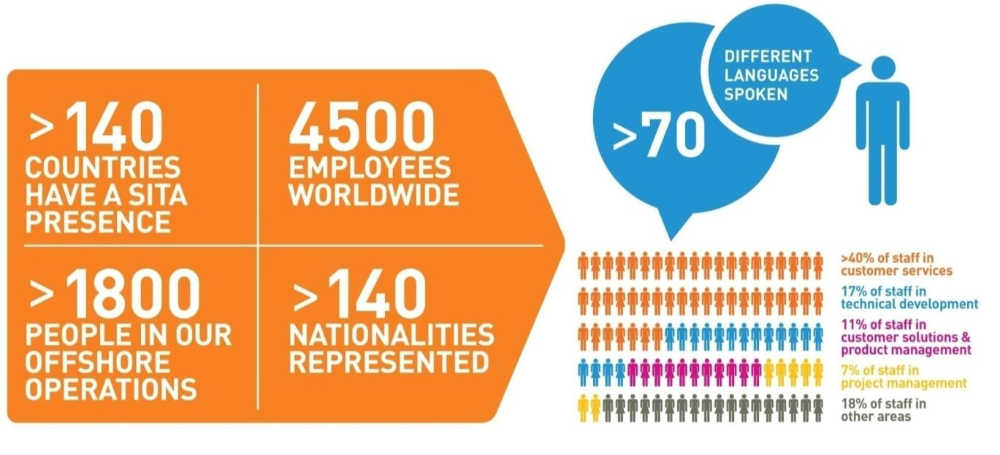 > 140
COUNTRIES
HAVE A SITA
PRESENCE
4500
EMPLOYEES
WORLDWIDE
> 1800
PEOPLE IN OUR
OFFSHORE
OPERATIONS
> 140
NATIONALITIES
REPRESENTED
>70
DIFFERENT
LANGUAGES
SPOKEN
>40% of staff in
customer services
17% of staff in
technical development
11% of staff in
customer solutions &
product management
7% of staff in
project management
18% of staff in
other areas